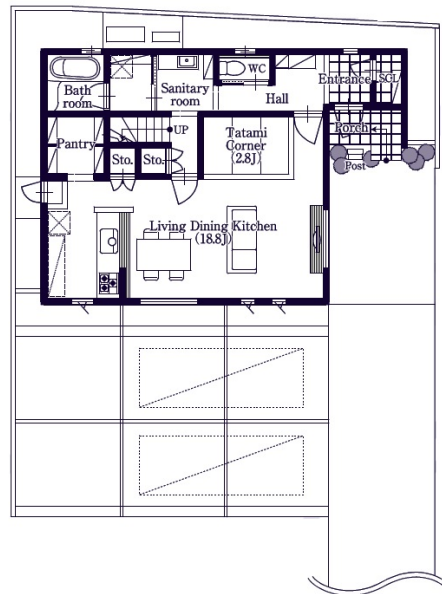 Bath
room
Sanitary
room
WC
Hall
Entrance
SCL
Pantry
UP
Sto.
Sto.
Tatami
Corner
(2.8J)
Porch
Post
Living Dining Kitchen
(18.8J)